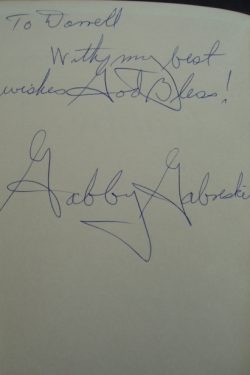 To Darrell
With my best
wishes God Bless!
Gabby Gabreski